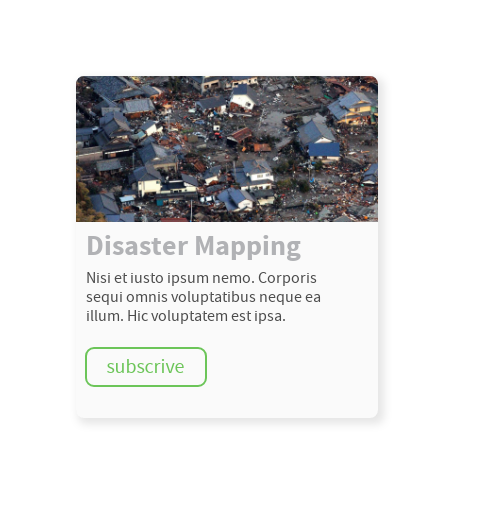 Disaster Mapping
Nisi et iusto ipsum nemo. Corporis
sequi omnis voluptatibus neque ea
illum. Hic voluptatem est ipsa.
subscrive